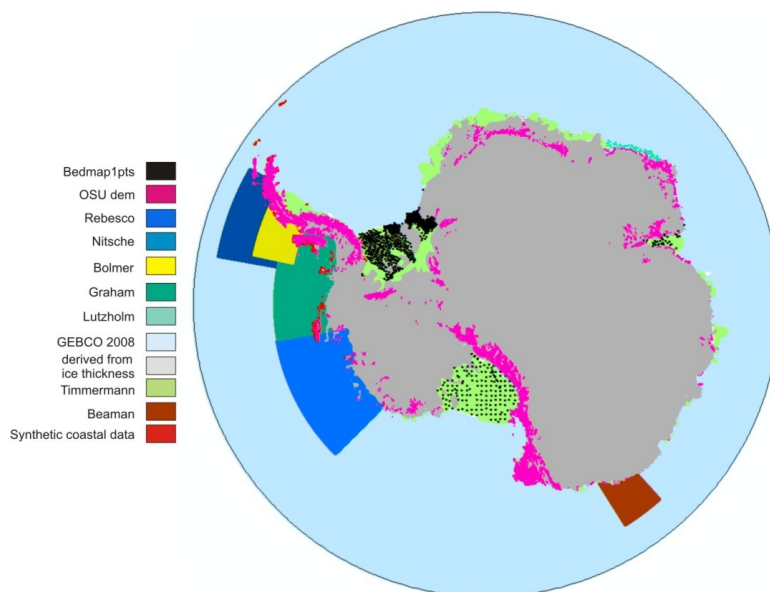 Bedmap1pts
OSU dem
Rebesco
Nitsche
Bolmer
Graham
Lutzholm
GEBCO 2008
derived from
ice thickness
Timmermann
Beaman
Synthetic coastal data